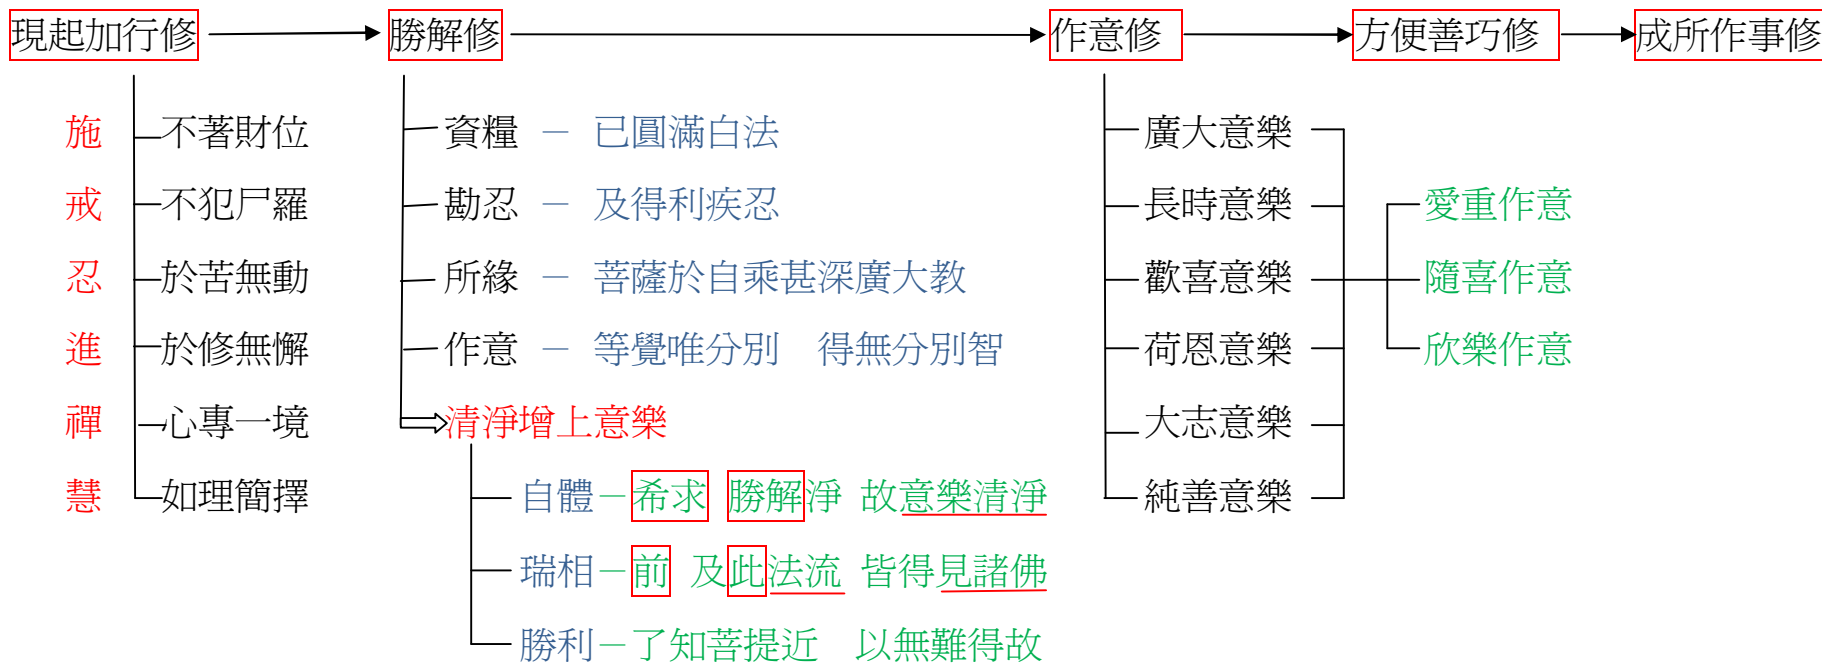 現起加行修 勝解修 作意修 方便善巧修 成所作事修
施 不著財位 資糧 － 已圓滿白法 廣大意樂
戒 不犯尸羅 勘忍 － 及得利疾忍 長時意樂 愛重作意
忍 於苦無動 所緣 － 菩薩於自乘甚深廣大教 歡喜意樂 隨喜作意
進 於修無懈 作意 － 等覺唯分別 得無分別智 荷恩意樂 欣樂作意
禪 心專一境 清淨增上意樂 大志意樂
慧 如理簡擇 自體－希求 勝解淨 故意樂清淨 純善意樂
瑞相－前 及此法流 皆得見諸佛
勝利－了知菩提近 以無難得故